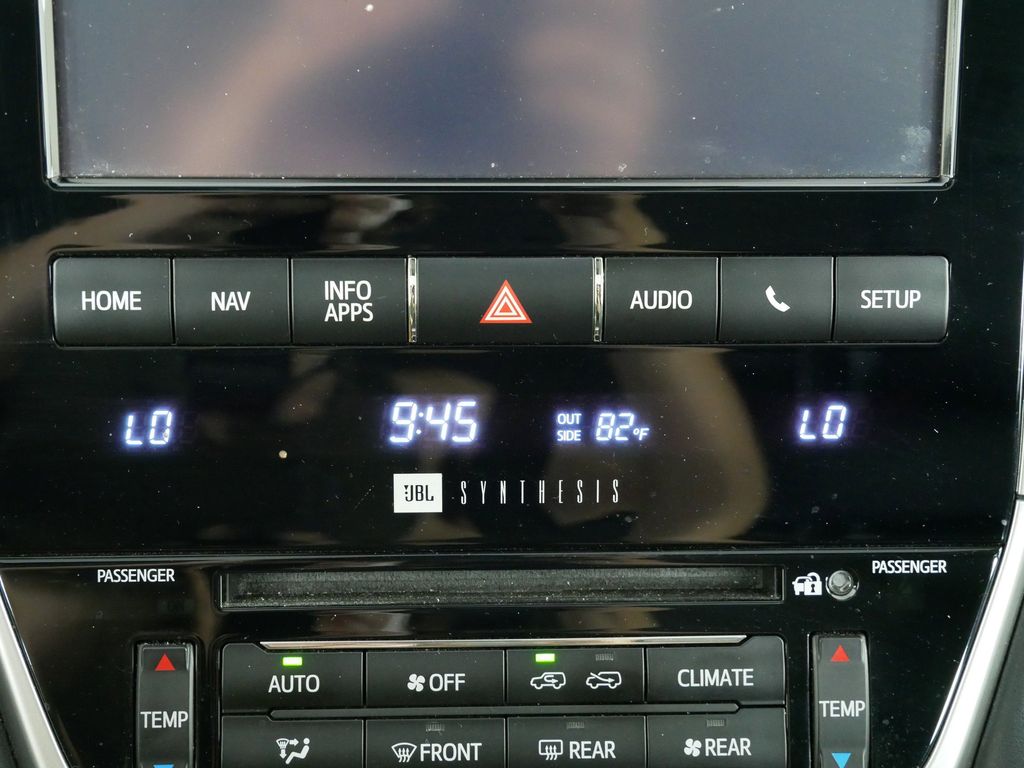 HOME
NAV
INFO
APPS
AUDIO
SETUP
LO
9:45
OUT
SIDE
82°F
LO
JBL SYNTHESIS
PASSENGER
PASSENGER
TEMP
AUTO
OFF
CLIMATE
TEMP
FRONT
REAR
REAR